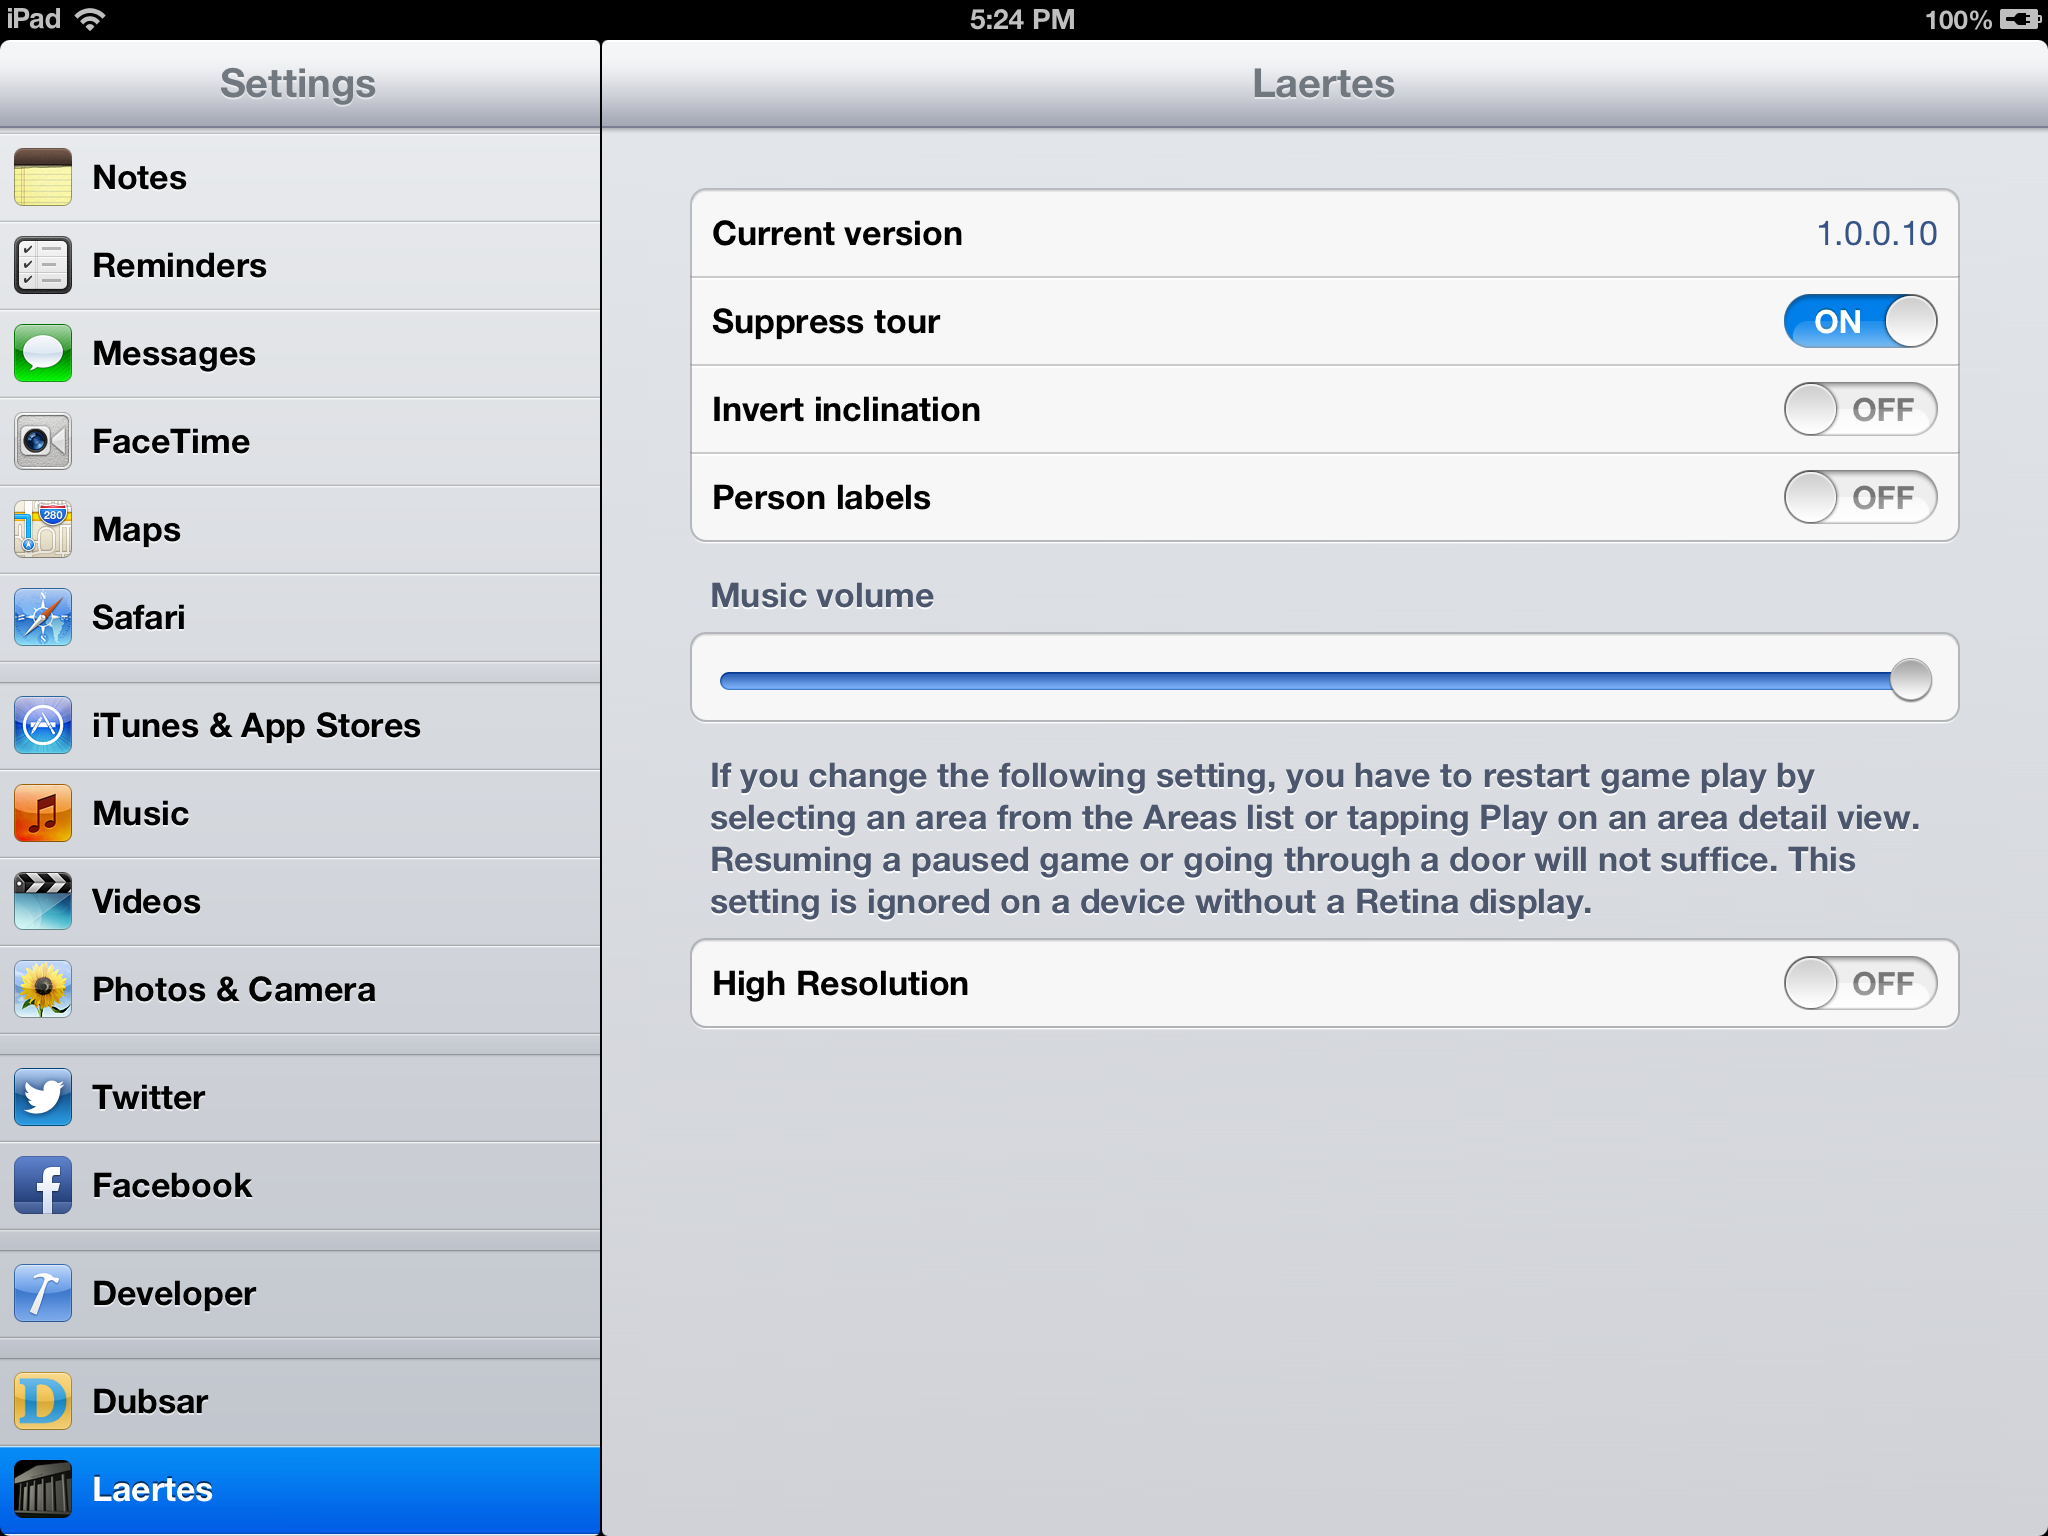 iPad
5:24 PM
100%
Settings
Notes
Reminders
Messages
FaceTime
280
Maps
Safari
iTunes & App Stores
Music
Videos
Photos & Camera
Twitter
Facebook
Developer
Dubsar
Laertes
Laertes
Current version 1.0.0.10
Suppress tour ON
Invert inclination OFF
Person labels OFF
Music volume
If you change the following setting, you have to restart game play by
selecting an area from the Areas list or tapping Play on an area detail view.
Resuming a paused game or going through a door will not suffice. This
setting is ignored on a device without a Retina display.
High Resolution OFF